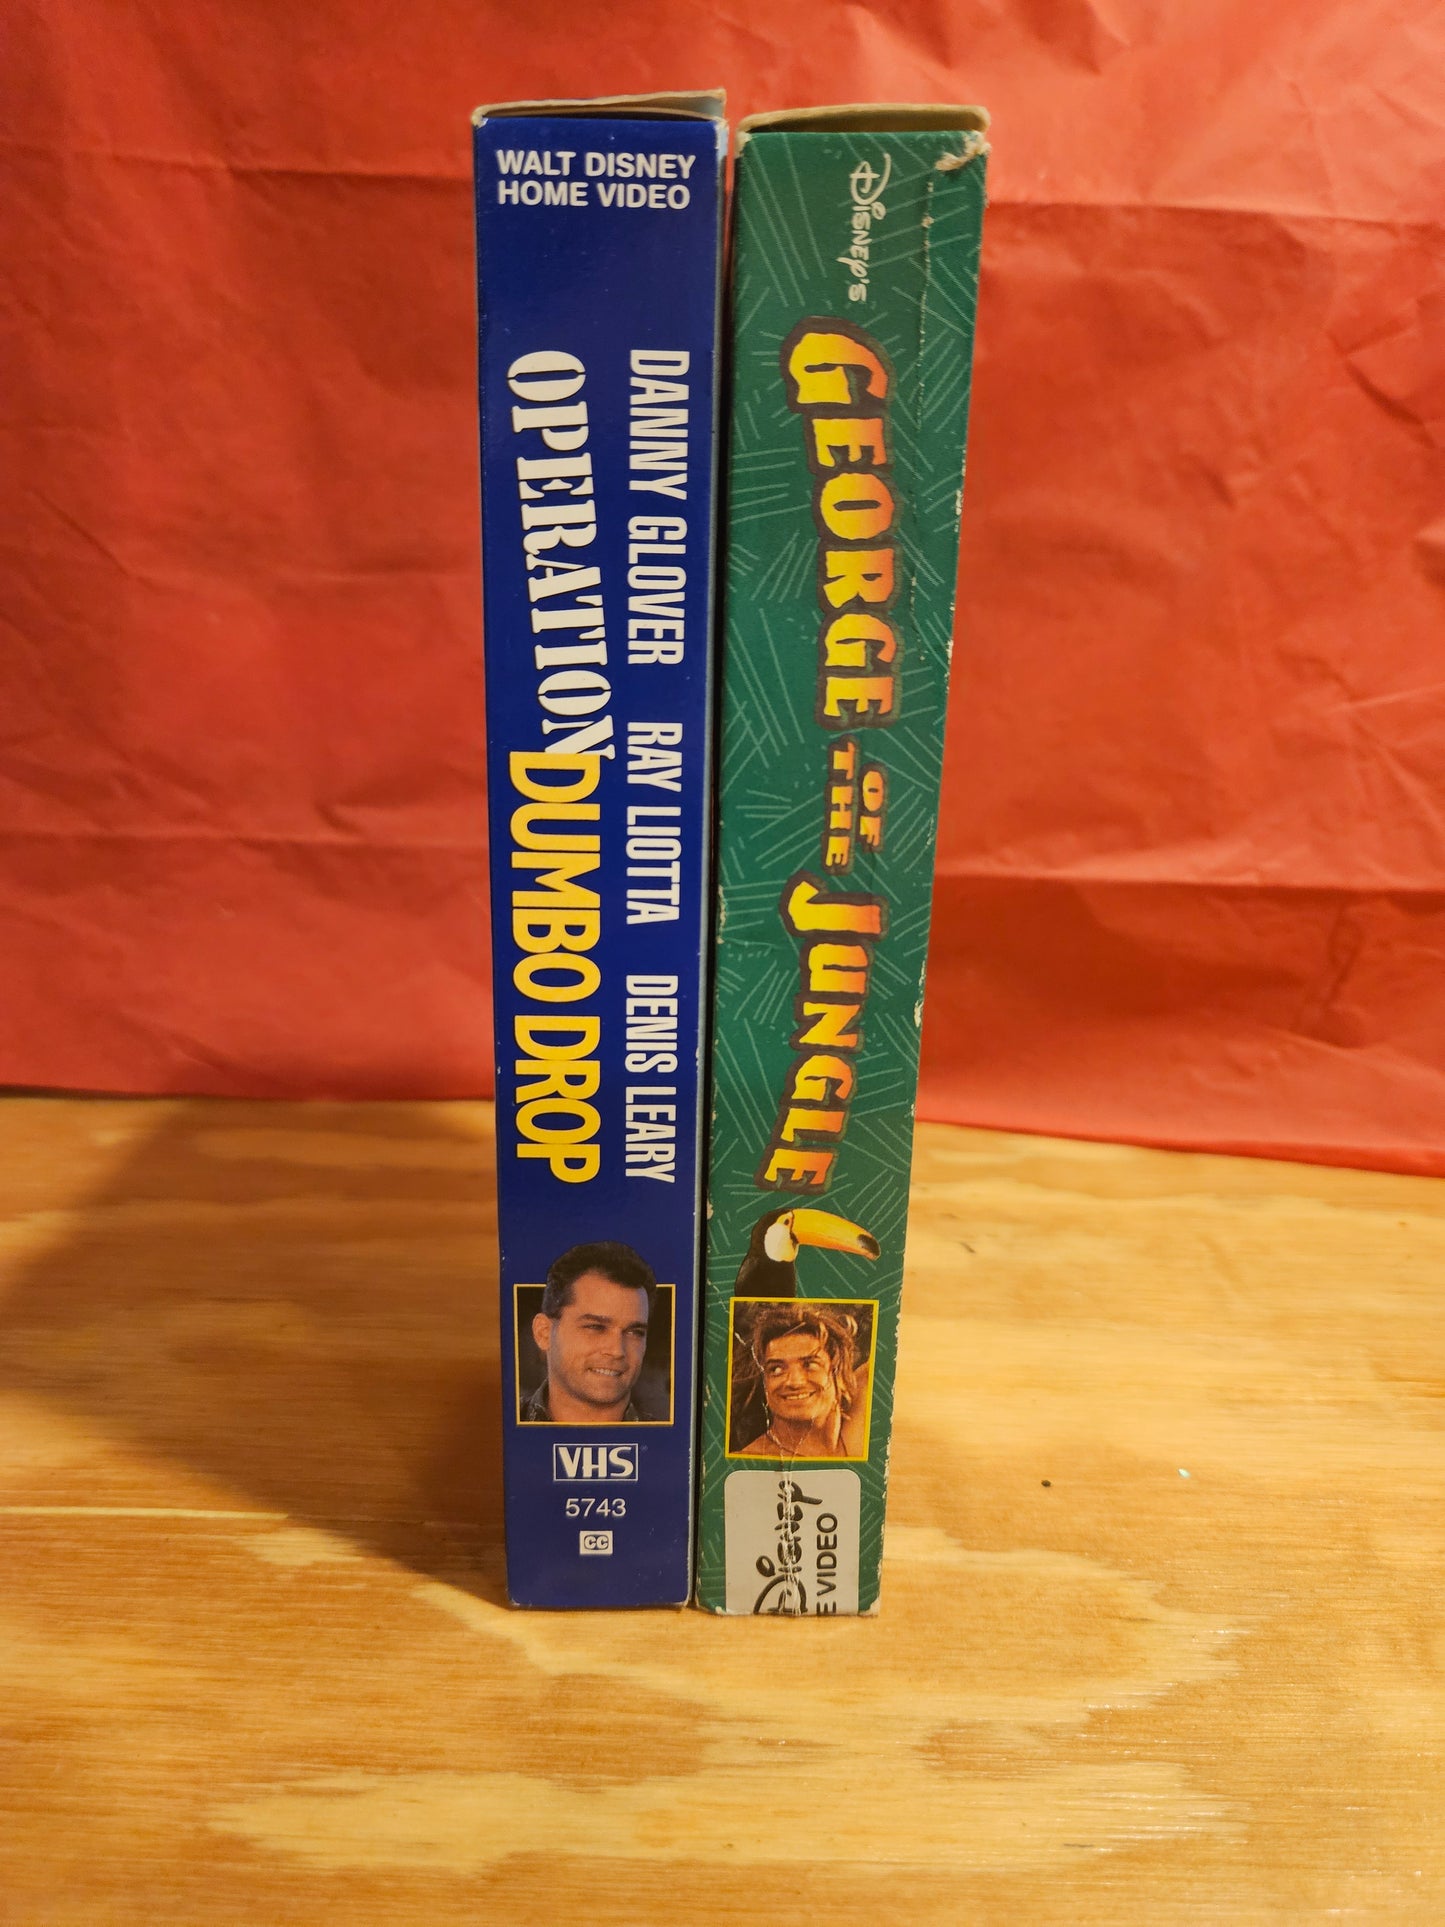 WALT DISNEY
HOME VIDEO
DANNY GLOVER RAY LIOTTA DENIS LEARY
OPERATION
DUMBO DROP
VHS
5743
CC
DISNEY'S
GEORGE
OF
THE
JUNGLE
DISNEY
VIDEO